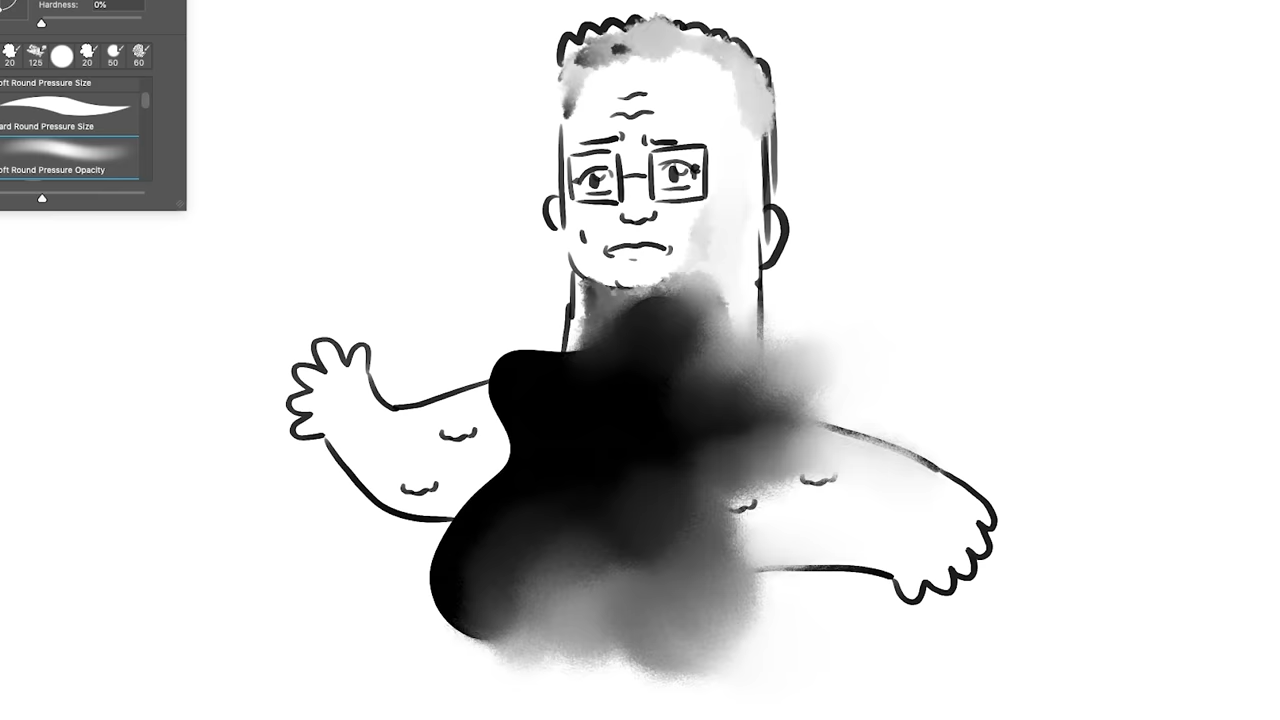 Hardness: 0%
20 125 20 50 60
oft Round Pressure Size
ard Round Pressure Size
oft Round Pressure Opacity